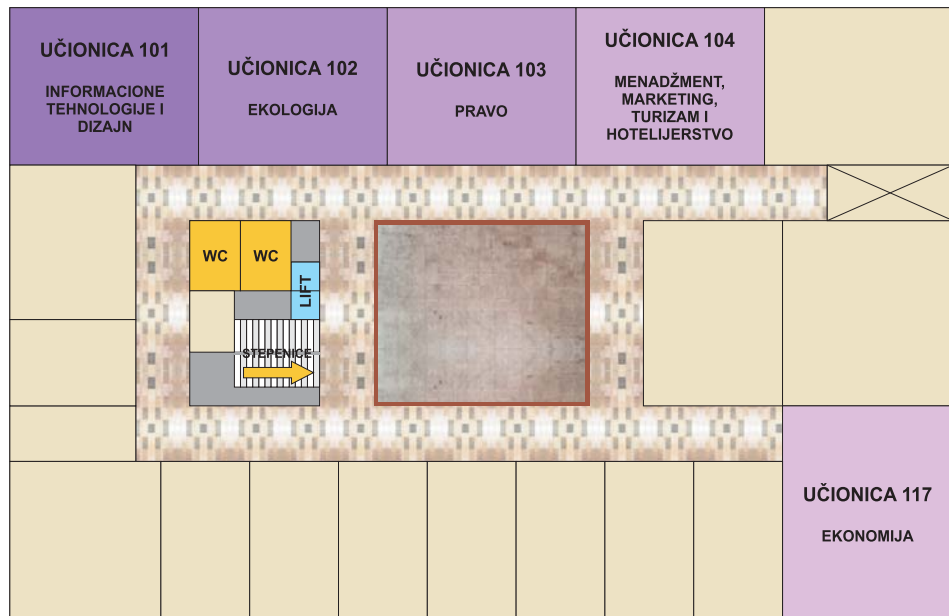 UČIONICA 101
INFORMACIONE
TEHNOLOGIJE I
DIZAJN
UČIONICA 102
EKOLOGIJA
UČIONICA 103
PRAVO
UČIONICA 104
MENADŽMENT,
MARKETING,
TURIZAM I
HOTELIJERSTVO
WC
WC
LIFT
STEPENICE
UČIONICA 117
EKONOMIJA